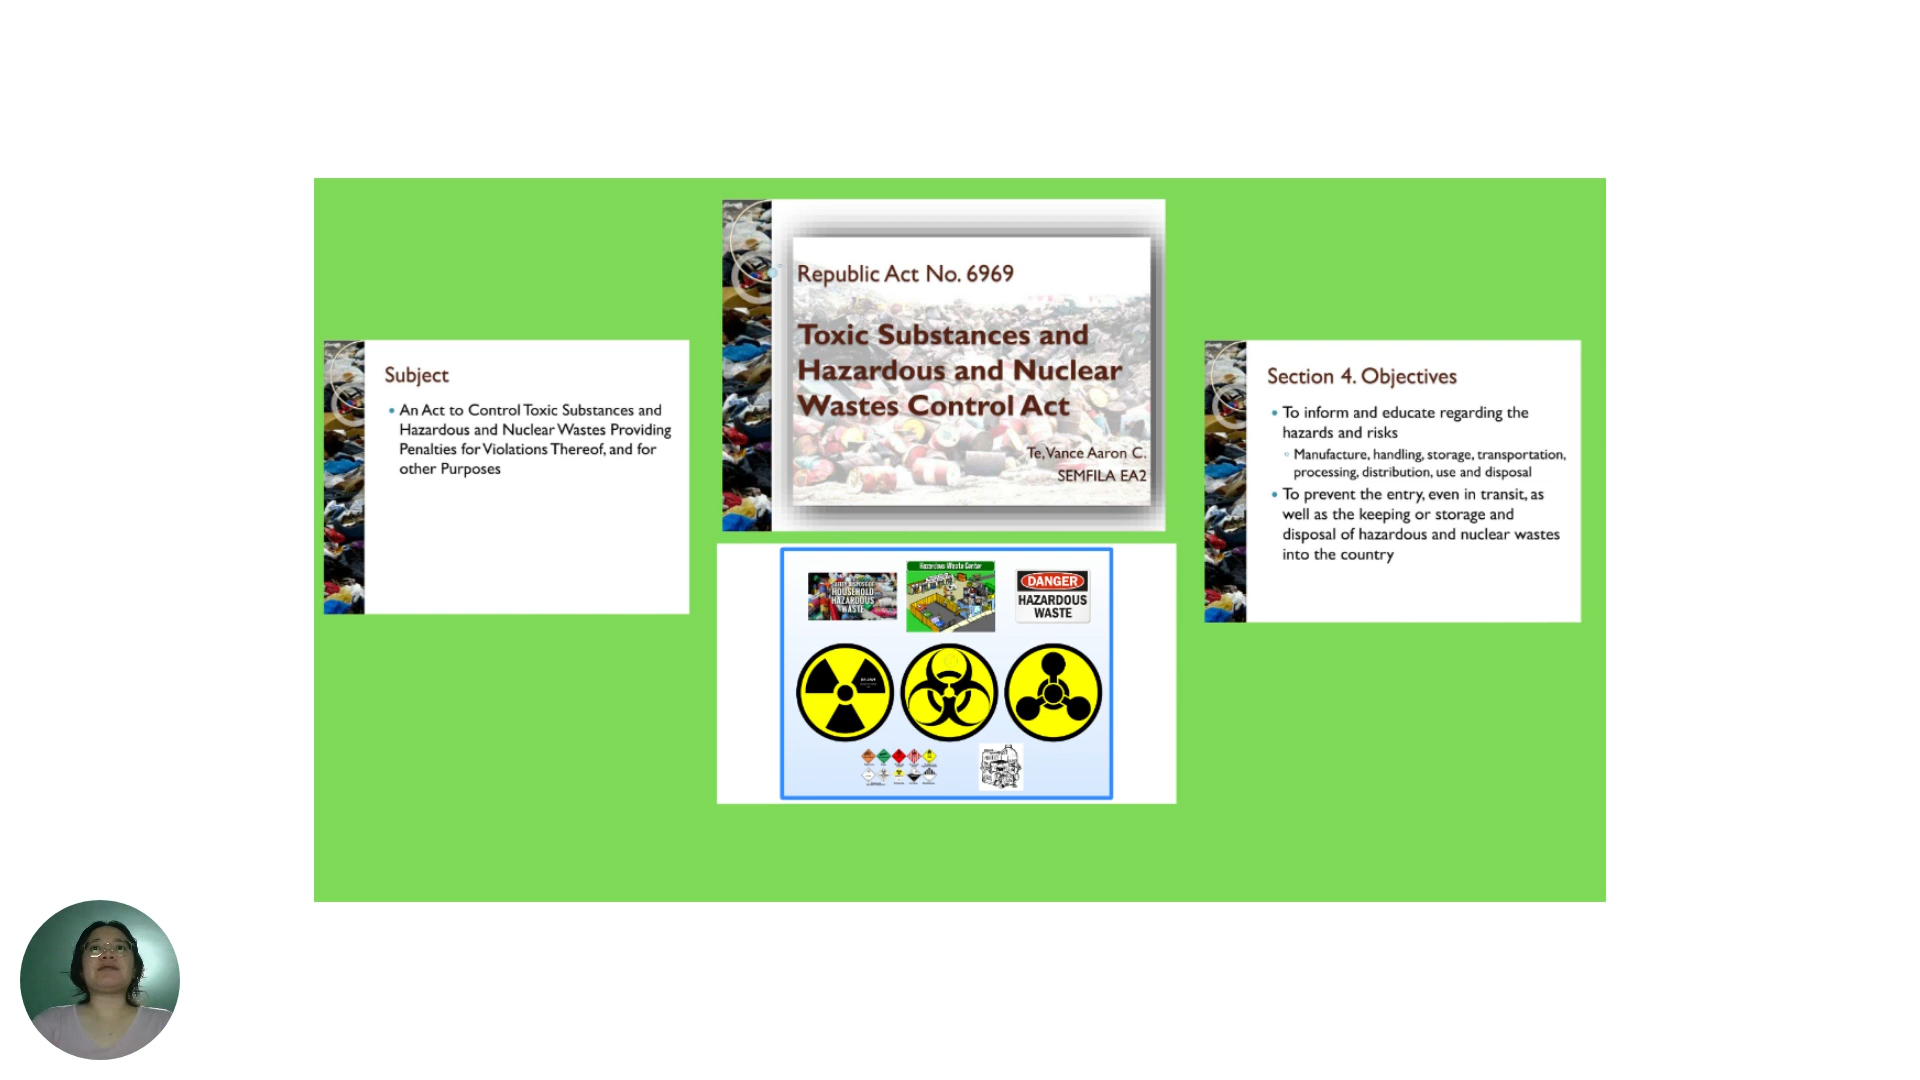 Republic Act No. 6969
Toxic Substances and
Hazardous and Nuclear
Wastes Control Act
Te, Vance Aaron C.
SEMFILA EA2
Subject
• An Act to Control Toxic Substances and
Hazardous and Nuclear Wastes Providing
Penalties for Violations Thereof, and for
other Purposes
Section 4. Objectives
• To inform and educate regarding the
hazards and risks
◦ Manufacture, handling, storage, transportation,
processing, distribution, use and disposal
• To prevent the entry, even in transit, as
well as the keeping or storage and
disposal of hazardous and nuclear wastes
into the country
HOUSEHOLD
HAZARDOUS
WASTE
Hazardous Waste Center
DANGER
HAZARDOUS
WASTE